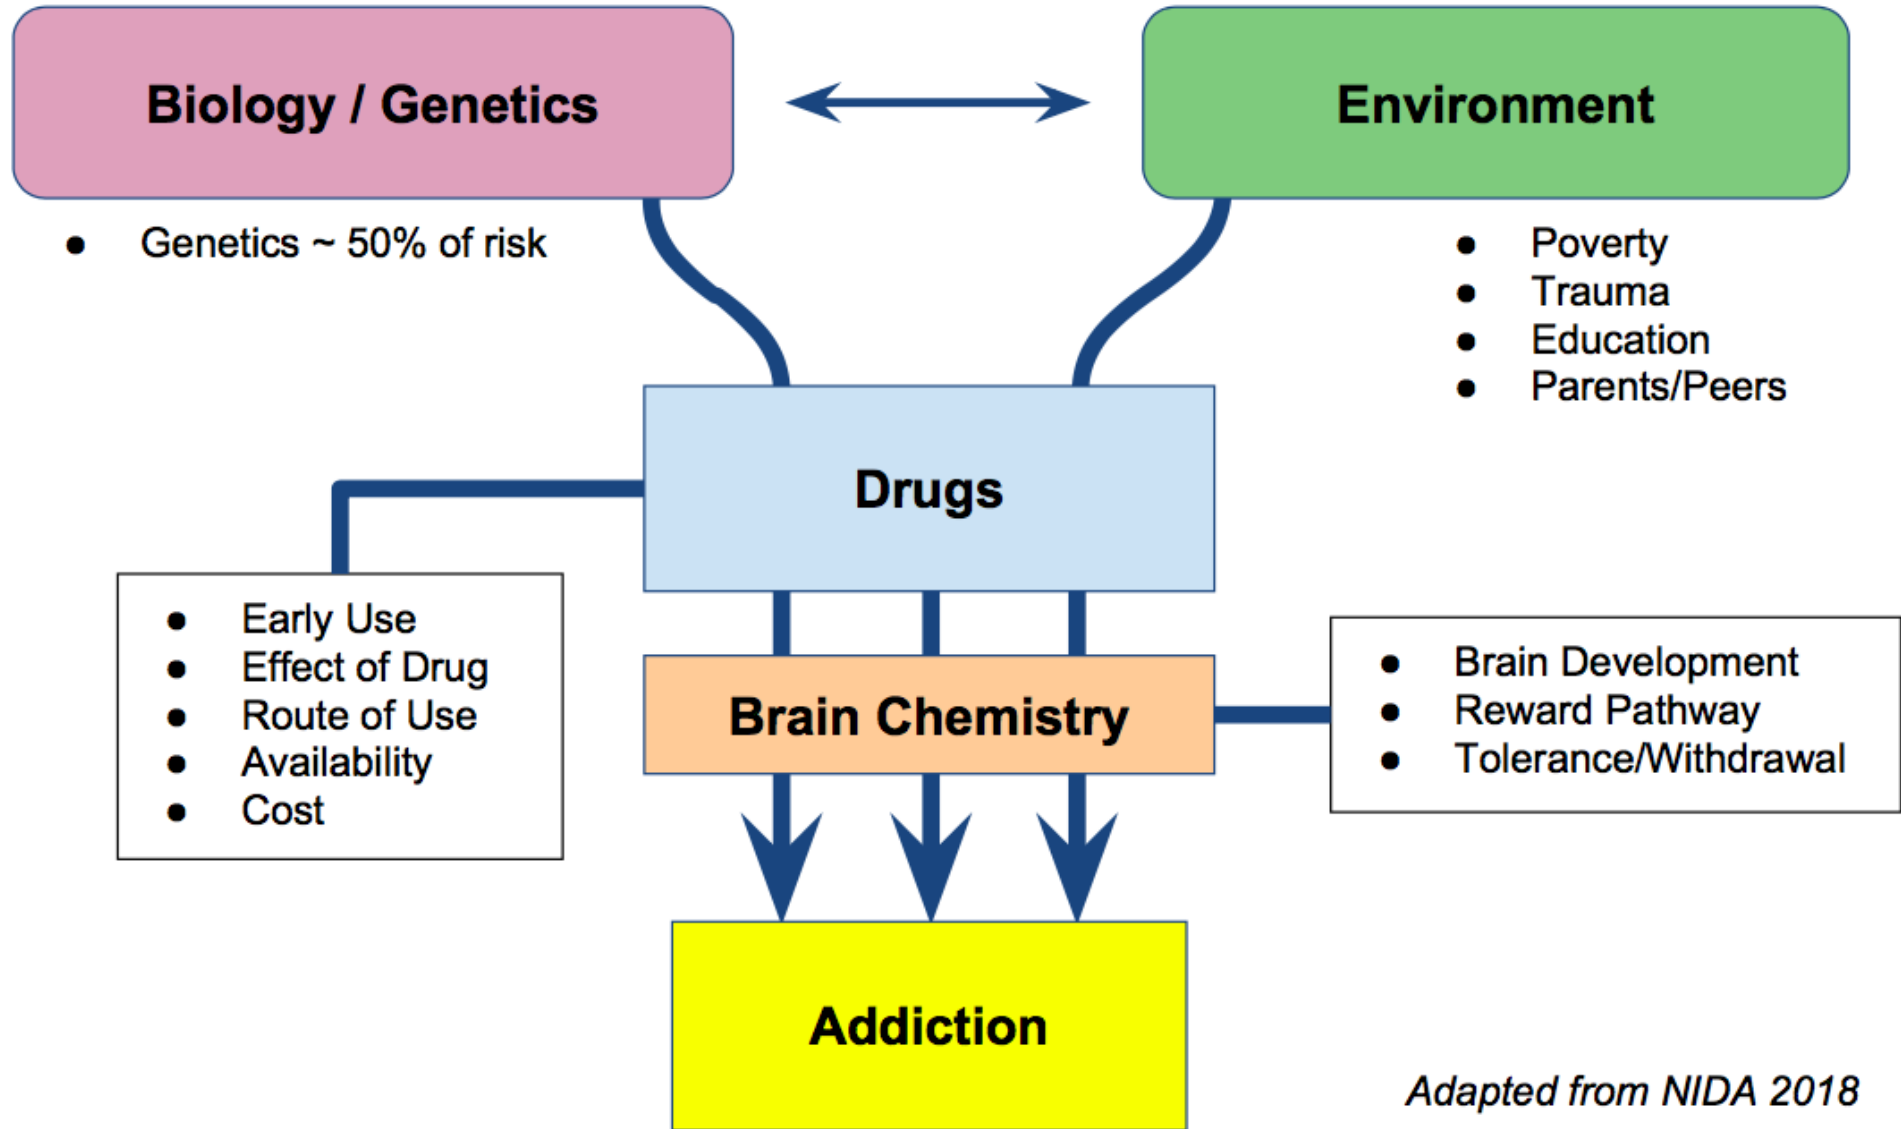 Biology / Genetics
Environment
● Genetics ~ 50% of risk
● Poverty
● Trauma
● Education
● Parents/Peers
Drugs
● Early Use
● Effect of Drug
● Route of Use
● Availability
● Cost
Brain Chemistry
● Brain Development
● Reward Pathway
● Tolerance/Withdrawal
Addiction
Adapted from NIDA 2018